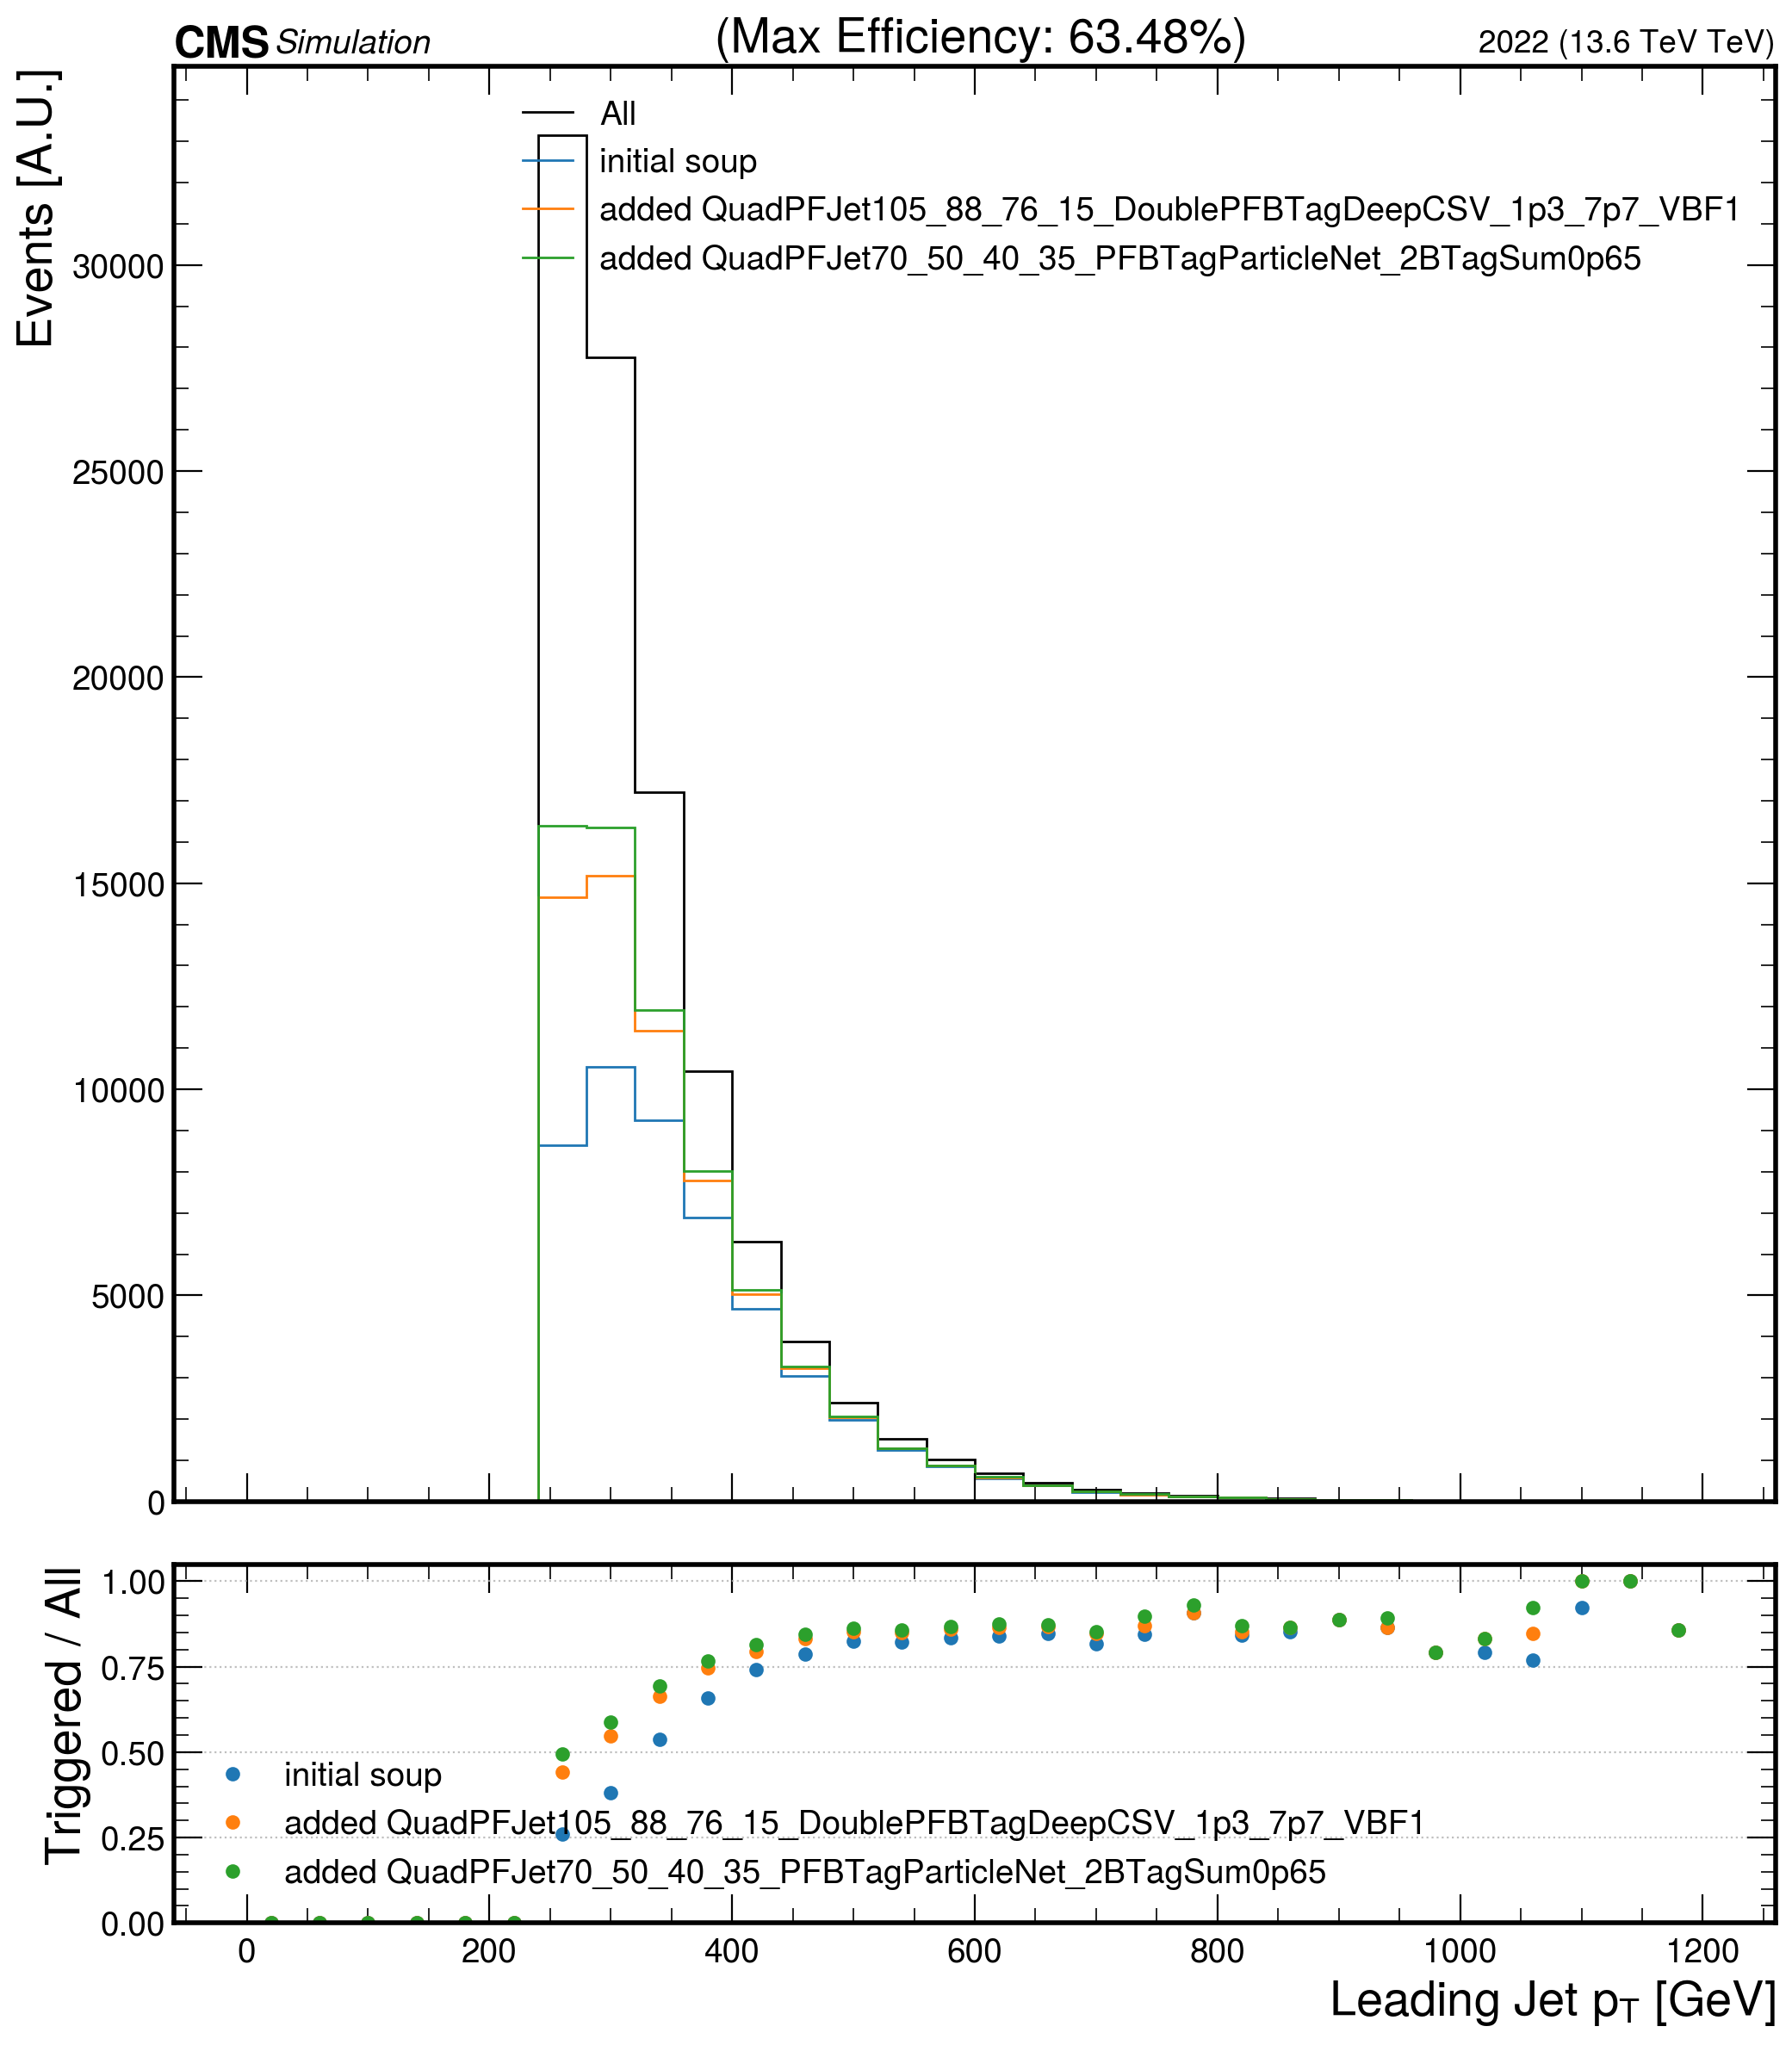 CMS Simulation (Max Efficiency: 63.48%) 2022 (13.6 TeV TeV)
Events [A.U.]
All
initial soup
added QuadPFJet105_88_76_15_DoublePFBTagDeepCSV_1p3_7p7_VBF1
added QuadPFJet70_50_40_35_PFBTagParticleNet_2BTagSum0p65
30000
25000
20000
15000
10000
5000
0
Triggered / All
1.00
0.75
0.50
0.25
0.00
initial soup
added QuadPFJet105_88_76_15_DoublePFBTagDeepCSV_1p3_7p7_VBF1
added QuadPFJet70_50_40_35_PFBTagParticleNet_2BTagSum0p65
0 200 400 600 800 1000 1200
Leading Jet pT [GeV]